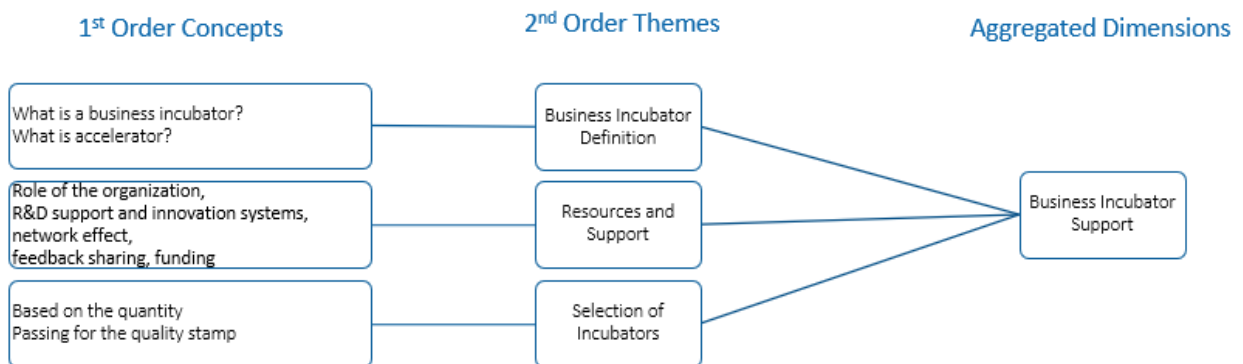 1st Order Concepts
2nd Order Themes
Aggregated Dimensions
What is a business incubator?
What is accelerator?
Business Incubator
Definition
Role of the organization,
R&D support and innovation systems,
network effect,
feedback sharing, funding
Resources and
Support
Business Incubator
Support
Based on the quantity
Passing for the quality stamp
Selection of
Incubators